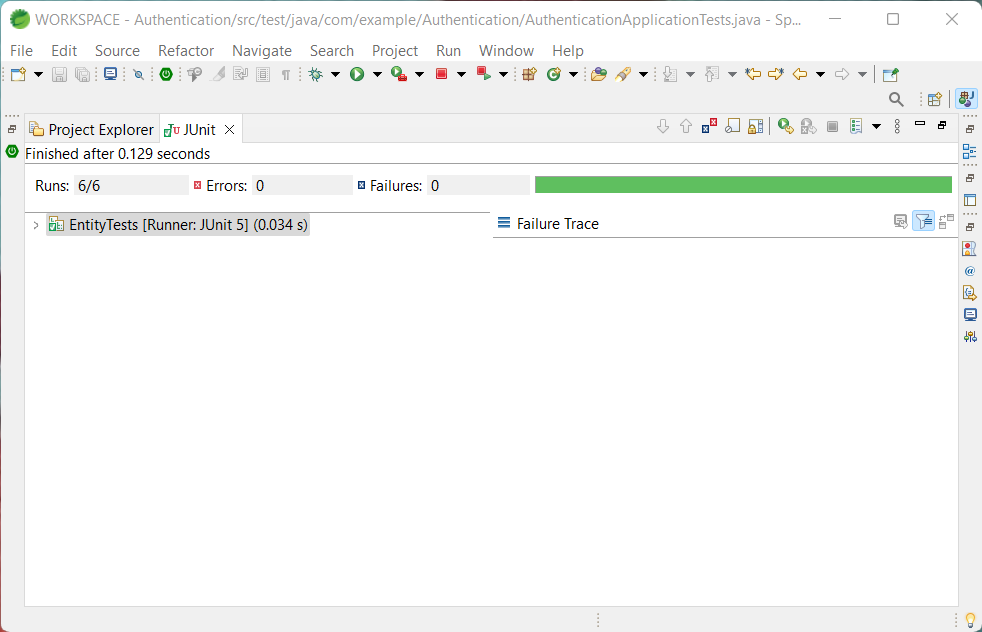 WORKSPACE - Authentication/src/test/java/com/example/Authentication/AuthenticationApplicationTests.java - Sp...
File Edit Source Refactor Navigate Search Project Run Window Help
Project Explorer JUnit
Finished after 0.129 seconds
Runs: 6/6 Errors: 0 Failures: 0
EntityTests [Runner: JUnit 5] (0.034 s)
Failure Trace